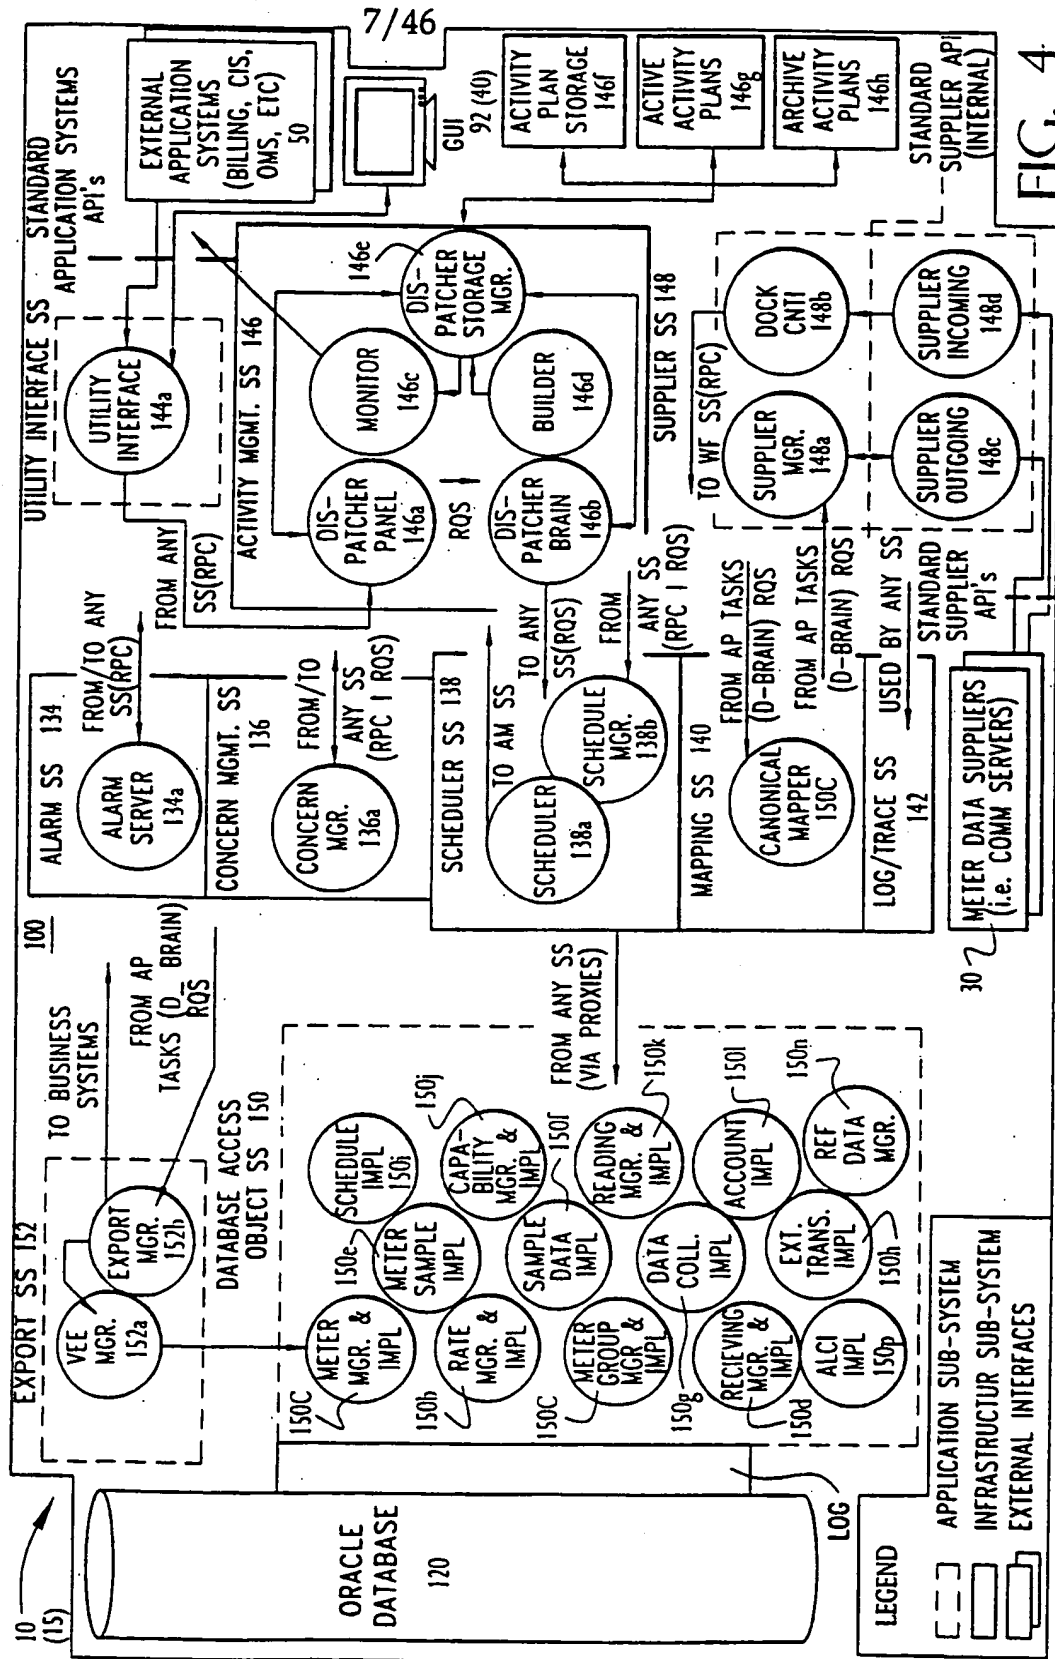 7/46
10
(15)
100
EXPORT SS 152
VEE
MGR.
152a
EXPORT
MGR.
152h
TO BUSINESS
SYSTEMS
FROM AP
TASKS (D_ BRAIN)
RQS
DATABASE ACCESS
OBJECT SS 150
ORACLE
DATABASE
120
LOG
150C
METER
MGR. &
IMPL
150e
METER
SAMPLE
IMPL
SCHEDULE
IMPL
150i
150j
150b
RATE
MGR. &
IMPL
SAMPLE
DATA
IMPL
150f
CAPA-
BILITY
MGR. &
IMPL
150C
METER
GROUP
MGR &
IMPL
150g
DATA
COLL.
IMPL
READING
MGR. &
IMPL
150k
RECIEVING
MGR. &
IMPL
150d
EXT.
TRANS.
IMPL
150h
ACCOUNT
IMPL
150l
ALCI
IMPL
150p
REF
DATA
MGR.
150n
FROM ANY SS
(VIA PROXIES)
ALARM SS 134
ALARM
SERVER
134a
FROM/TO ANY
SS(RPC)
CONCERN MGMT. SS
136
CONCERN
MGR.
136a
FROM/TO
ANY SS
(RPC I RQS)
SCHEDULER SS 138
SCHEDULER
138a
SCHEDULE
MGR.
138b
TO AM SS
TO ANY
SS(RQS)
FROM
ANY SS
(RPC I RQS)
MAPPING SS 140
CANONICAL
MAPPER
150C
FROM AP TASKS
(D-BRAIN) RQS
FROM AP TASKS
(D-BRAIN) RQS
LOG/TRACE SS
142
USED BY ANY SS
METER DATA SUPPLIERS
(i.e. COMM SERVERS)
30
STANDARD
SUPPLIER
API's
UTILITY INTERFACE SS
UTILITY
INTERFACE
144a
FROM ANY
SS(RPC)
STANDARD
APPLICATION SYSTEMS
API's
EXTERNAL
APPLICATION
SYSTEMS
(BILLING, CIS,
OMS, ETC)
50
GUI
92 (40)
ACTIVITY MGMT. SS 146
DIS-
PATCHER
PANEL
146a
MONITOR
146c
DIS-
PATCHER
STORAGE
MGR.
146e
RQS
DIS-
PATCHER
BRAIN
146b
BUILDER
146d
ACTIVITY
PLAN
STORAGE
146f
ACTIVE
ACTIVITY
PLANS
146g
ARCHIVE
ACTIVITY
PLANS
146h
SUPPLIER SS 148
TO WF SS(RPC)
SUPPLIER
MGR.
148a
DOCK
CNTI
148b
SUPPLIER
OUTGOING
148c
SUPPLIER
INCOMING
148d
STANDARD
SUPPLIER API
(INTERNAL)
LEGEND
APPLICATION SUB-SYSTEM
INFRASTRUCTUR SUB-SYSTEM
EXTERNAL INTERFACES
FIG. 4